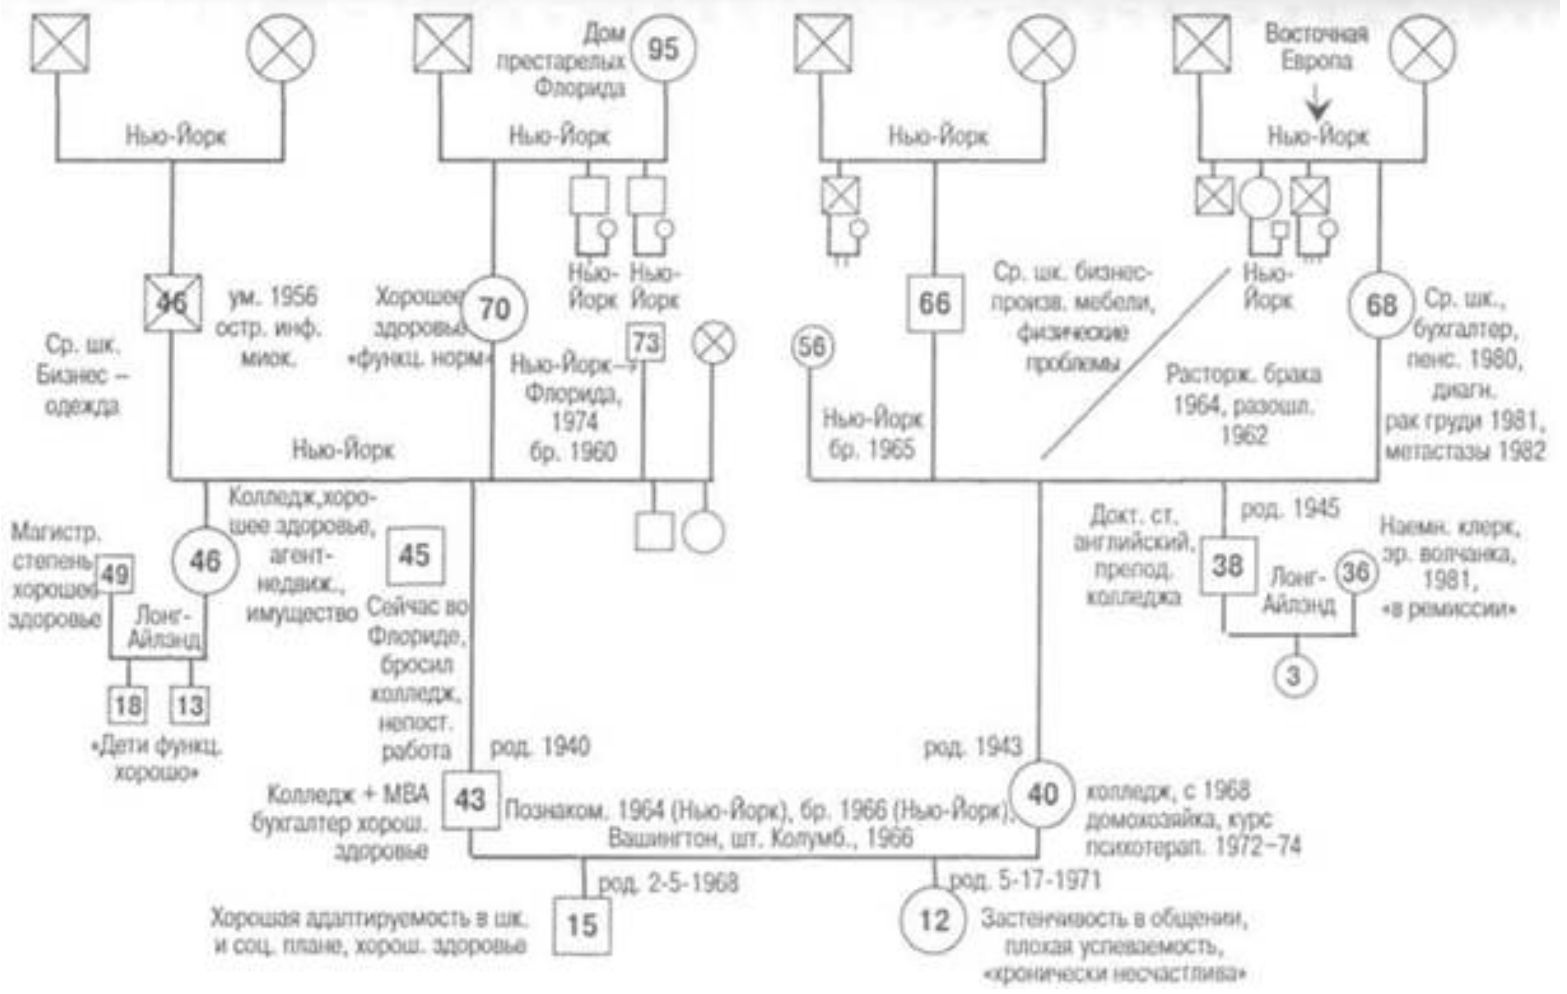 Дом
престарелых
Флорида
95
Восточная
Европа
Нью-Йорк
Нью-Йорк
Нью-Йорк
Нью-Йорк
46
ум. 1956
остр. инф.
миок.
Ср. шк.
Бизнес –
одежда
Хорошее
здоровье
«функц. норм»
70
Нью-
Йорк
Нью-
Йорк
73
Нью-Йорк→
Флорида,
1974
бр. 1960
56
Нью-Йорк
бр. 1965
66
Ср. шк. бизнес-
произв. мебели,
физические
проблемы
Нью-
Йорк
Расторж. брака
1964, разошл.
1962
68
Ср. шк.,
бухгалтер,
пенс. 1980,
диагн.
рак груди 1981,
метастазы 1982
Нью-Йорк
Магистр.
степень
хорошее
здоровье
49
46
Колледж,хоро-
шее здоровье,
агент-
недвиж.,
имущество
Лонг-
Айлэнд
18
13
«Дети функц.
хорошо»
45
Сейчас во
Флориде,
бросил
колледж,
непост.
работа
Докт. ст.
английский,
препод.
колледжа
род. 1945
38
Лонг-
Айлэнд
36
Наемн. клерк,
эр. волчанка,
1981,
«в ремиссии»
3
род. 1940
род. 1943
Колледж + МВА
бухгалтер хорош.
здоровье
43
Познаком. 1964 (Нью-Йорк), бр. 1966 (Нью-Йорк),
Вашингтон, шт. Колумб., 1966
40
колледж, с 1968
домохозяйка, курс
психотерап. 1972–74
род. 2-5-1968
род. 5-17-1971
Хорошая адаптируемость в шк.
и соц. плане, хорош. здоровье
15
12
Застенчивость в общении,
плохая успеваемость,
«хронически несчастлива»